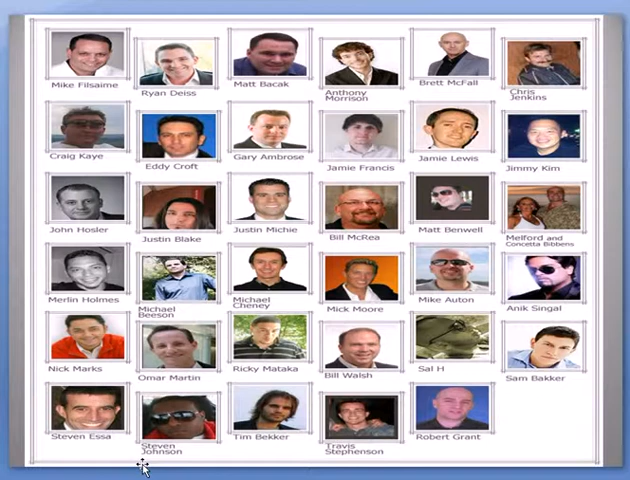 Mike Filsaime
Ryan Deiss
Matt Bacak
Anthony
Morrison
Brett McFall
Chris
Jenkins
Craig Kaye
Eddy Croft
Gary Ambrose
Jamie Francis
Jamie Lewis
Jimmy Kim
John Hosler
Justin Blake
Justin Michie
Bill McRea
Matt Benwell
Melford and
Concetta Bibbens
Merlin Holmes
Michael
Beeson
Michael
Cheney
Mick Moore
Mike Auton
Anik Singal
Nick Marks
Omar Martin
Ricky Mataka
Bill Walsh
Sal H
Sam Bakker
Steven Essa
Steven
Johnson
Tim Bekker
Travis
Stephenson
Robert Grant